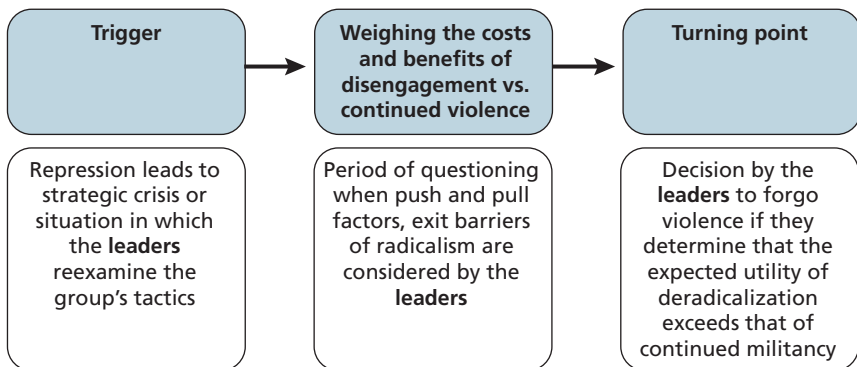 Trigger
Weighing the costs
and benefits of
disengagement vs.
continued violence
Turning point
Repression leads to
strategic crisis or
situation in which
the leaders
reexamine the
group's tactics
Period of questioning
when push and pull
factors, exit barriers
of radicalism are
considered by the
leaders
Decision by the
leaders to forgo
violence if they
determine that the
expected utility of
deradicalization
exceeds that of
continued militancy